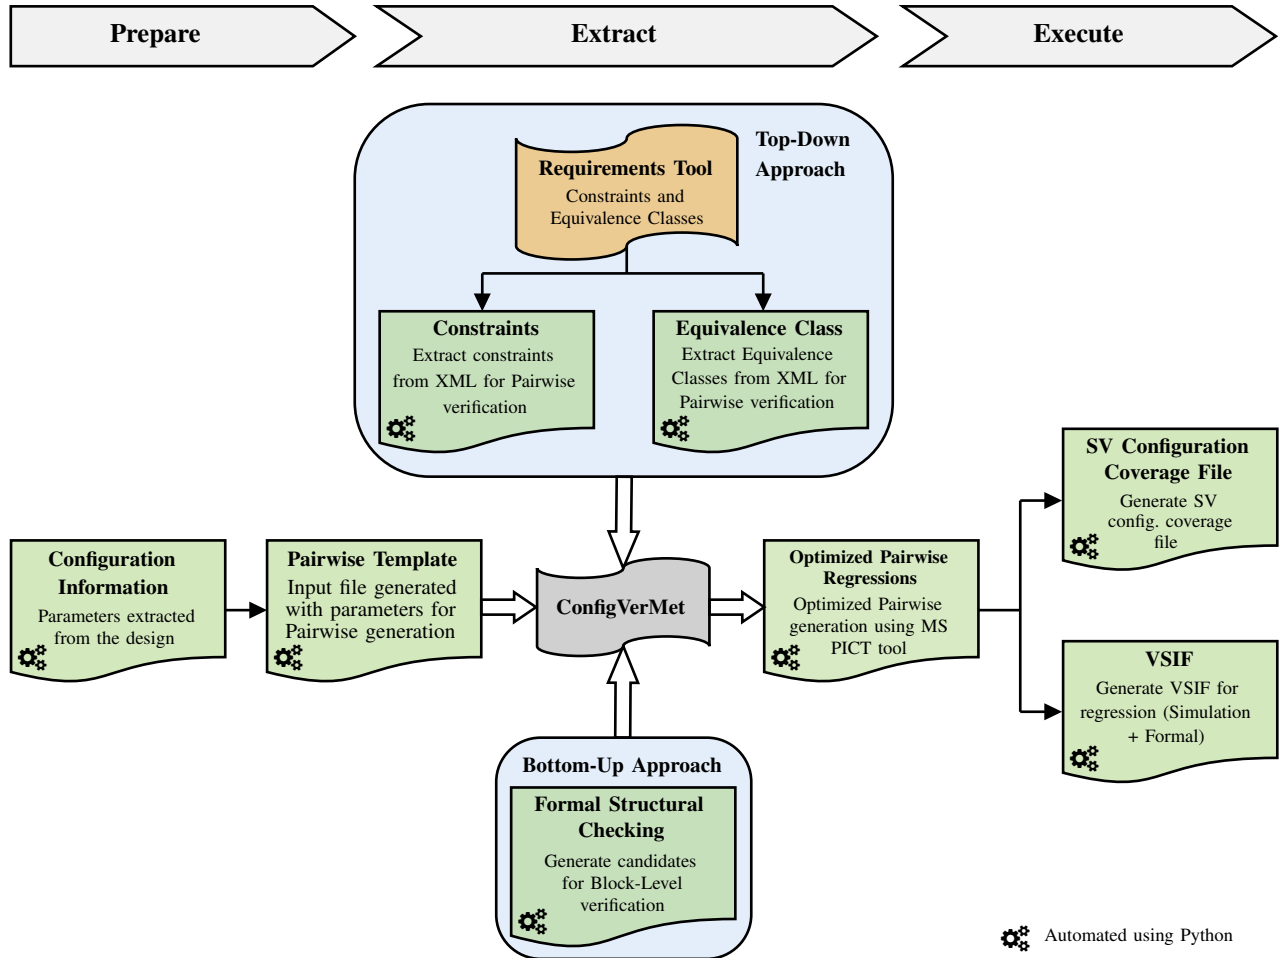 Prepare
Extract
Execute
Top-Down
Approach
Requirements Tool
Constraints and
Equivalence Classes
Constraints
Extract constraints
from XML for Pairwise
verification
Equivalence Class
Extract Equivalence
Classes from XML for
Pairwise verification
Configuration
Information
Parameters extracted
from the design
Pairwise Template
Input file generated
with parameters for
Pairwise generation
ConfigVerMet
Optimized Pairwise
Regressions
Optimized Pairwise
generation using MS
PICT tool
SV Configuration
Coverage File
Generate SV
config. coverage
file
VSIF
Generate VSIF for
regression (Simulation
+ Formal)
Bottom-Up Approach
Formal Structural
Checking
Generate candidates
for Block-Level
verification
Automated using Python